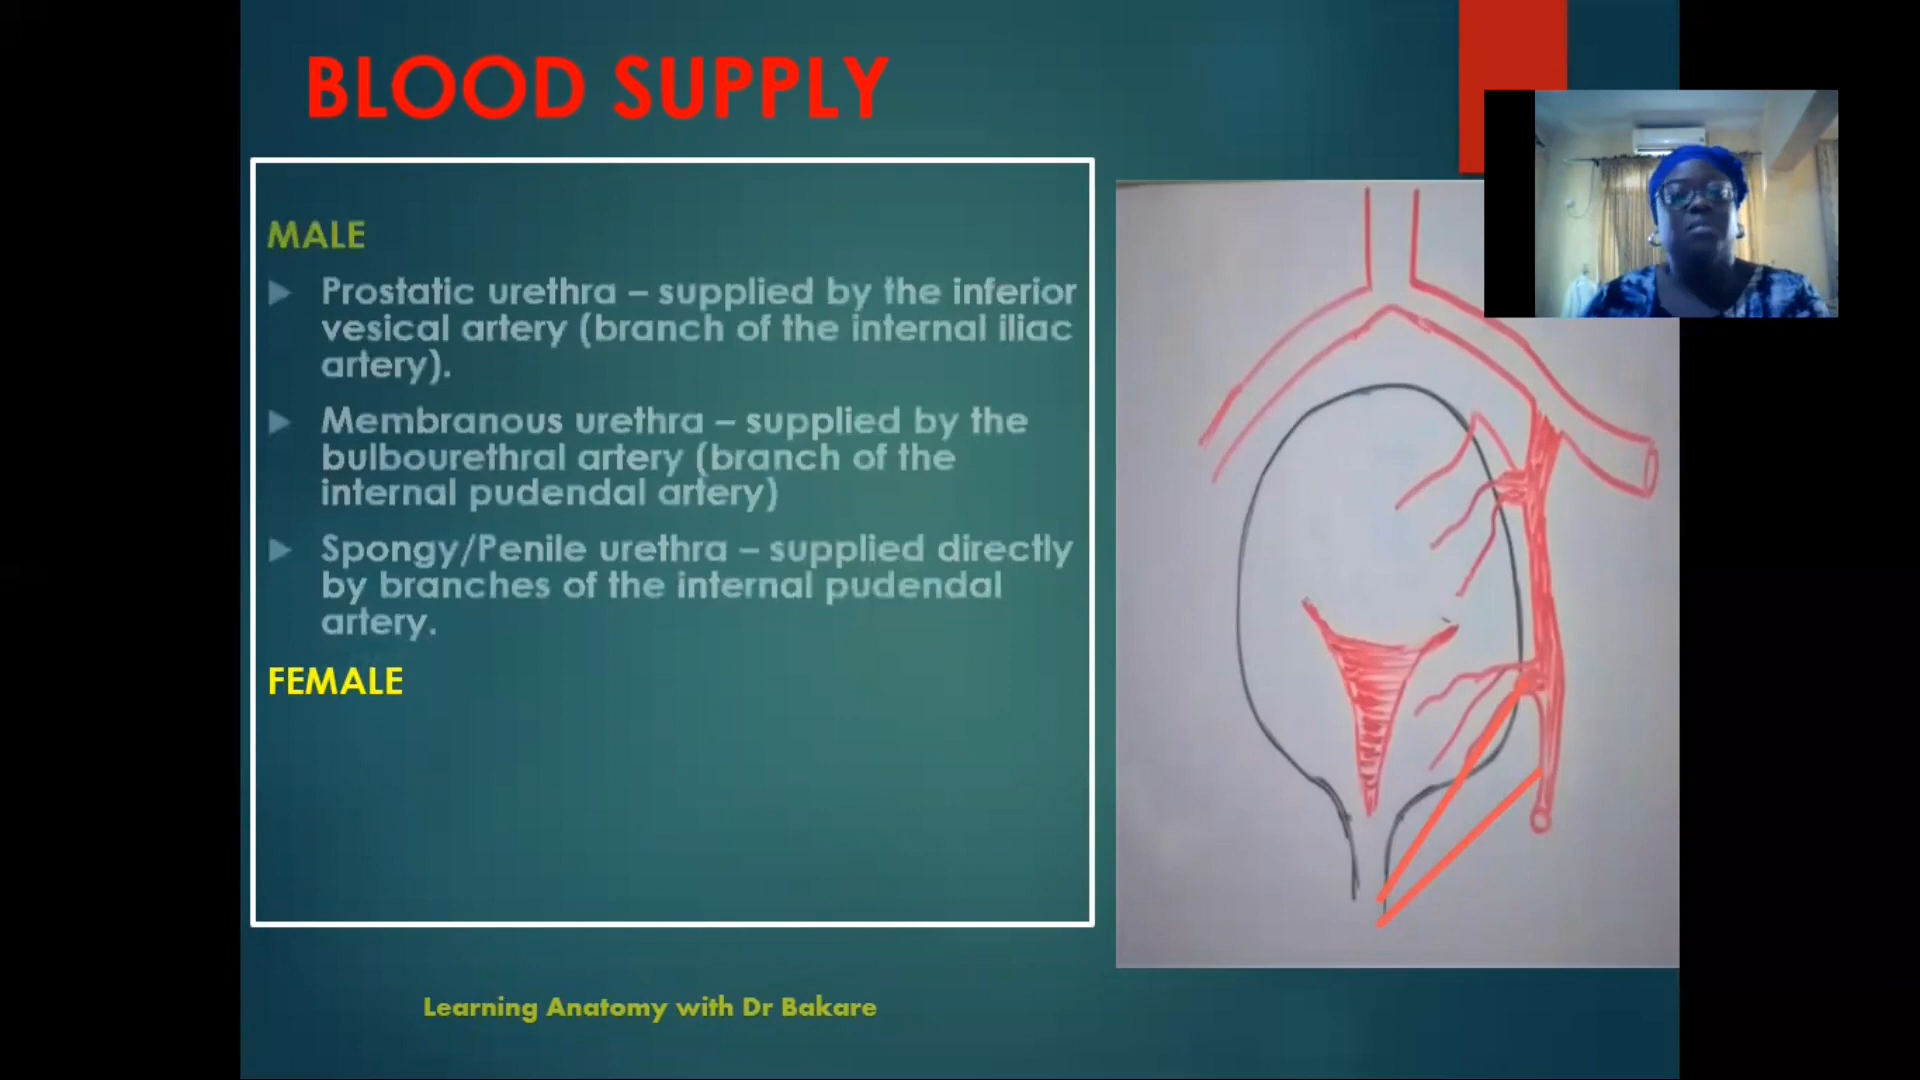 BLOOD SUPPLY
MALE
Prostatic urethra – supplied by the inferior
vesical artery (branch of the internal iliac
artery).
Membranous urethra – supplied by the
bulbourethral artery (branch of the
internal pudendal artery)
Spongy/Penile urethra – supplied directly
by branches of the internal pudendal
artery.
FEMALE
Learning Anatomy with Dr Bakare